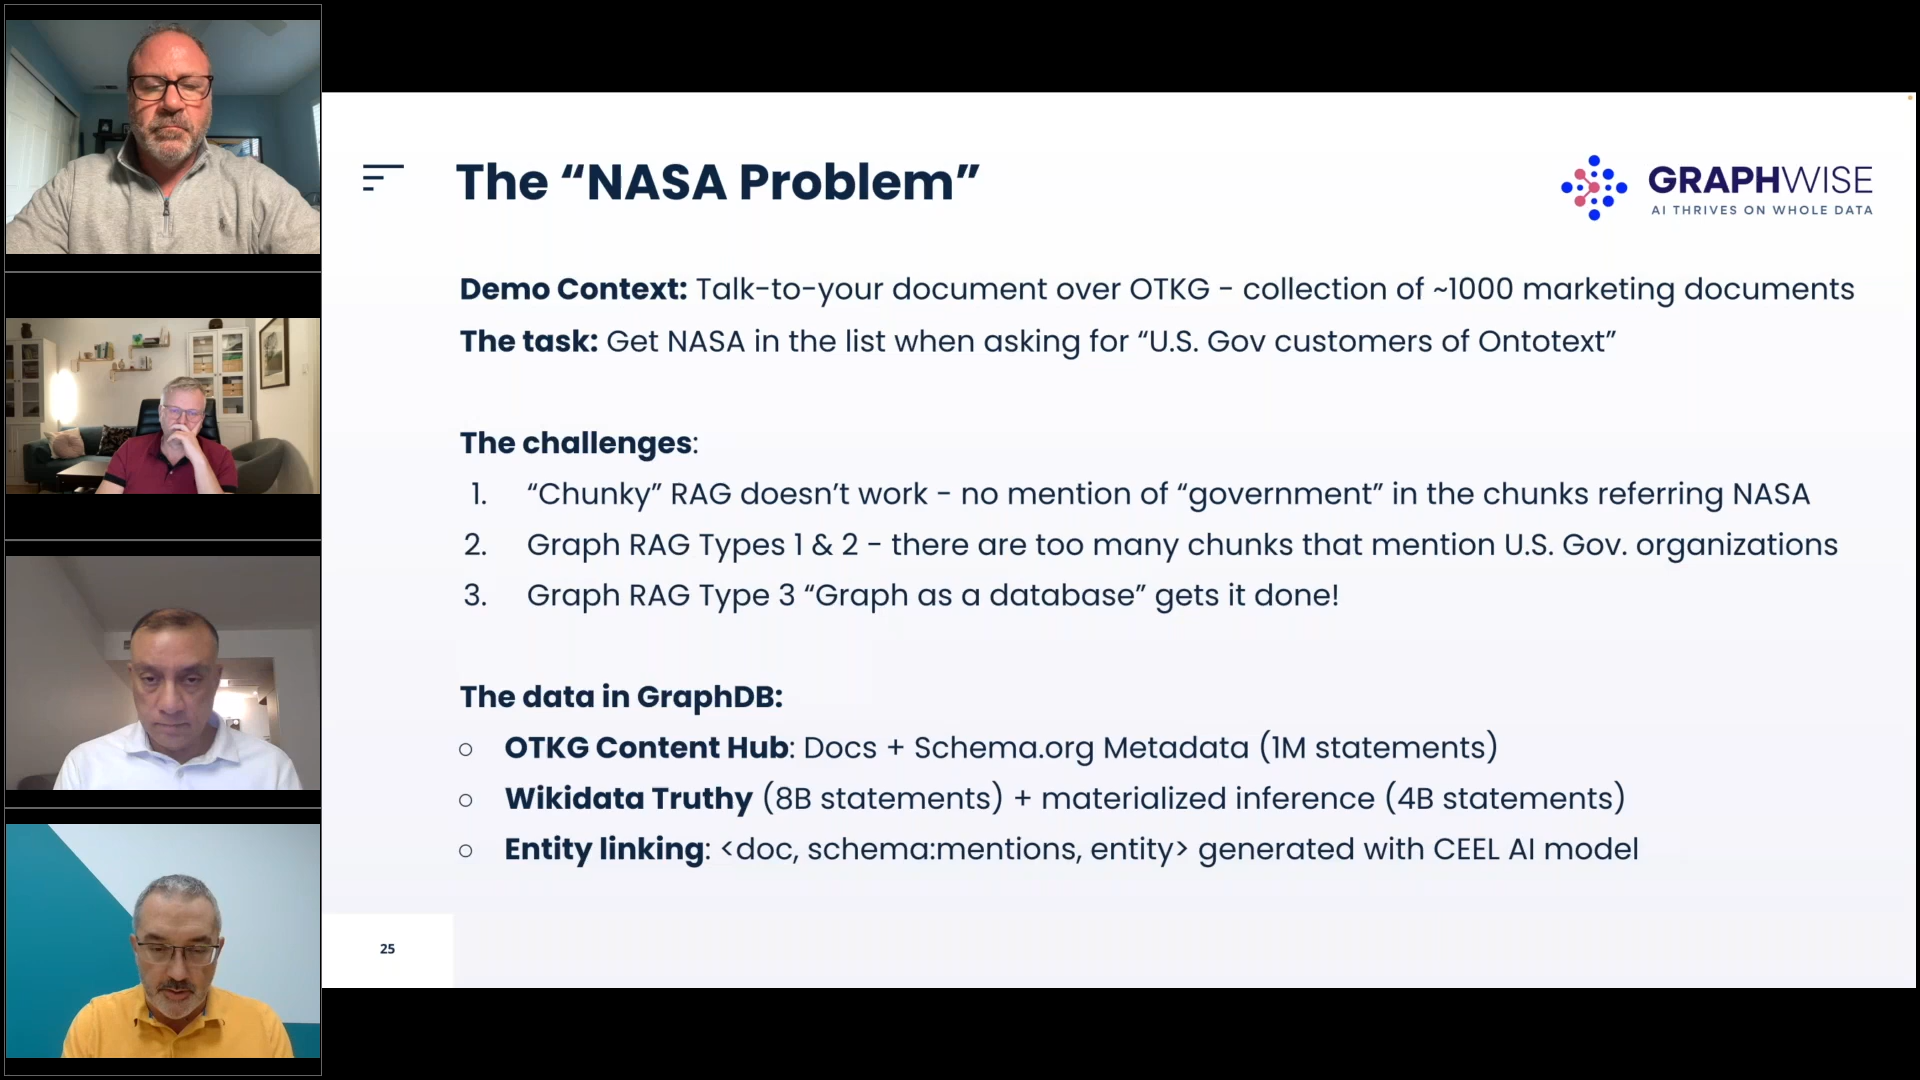 The “NASA Problem”
GRAPHWISE
AI THRIVES ON WHOLE DATA
Demo Context: Talk-to-your document over OTKG - collection of ~1000 marketing documents
The task: Get NASA in the list when asking for “U.S. Gov customers of Ontotext”
The challenges:
1. “Chunky” RAG doesn’t work - no mention of “government” in the chunks referring NASA
2. Graph RAG Types 1 & 2 - there are too many chunks that mention U.S. Gov. organizations
3. Graph RAG Type 3 “Graph as a database” gets it done!
The data in GraphDB:
○ OTKG Content Hub: Docs + Schema.org Metadata (1M statements)
○ Wikidata Truthy (8B statements) + materialized inference (4B statements)
○ Entity linking: <doc, schema:mentions, entity> generated with CEEL AI model
25